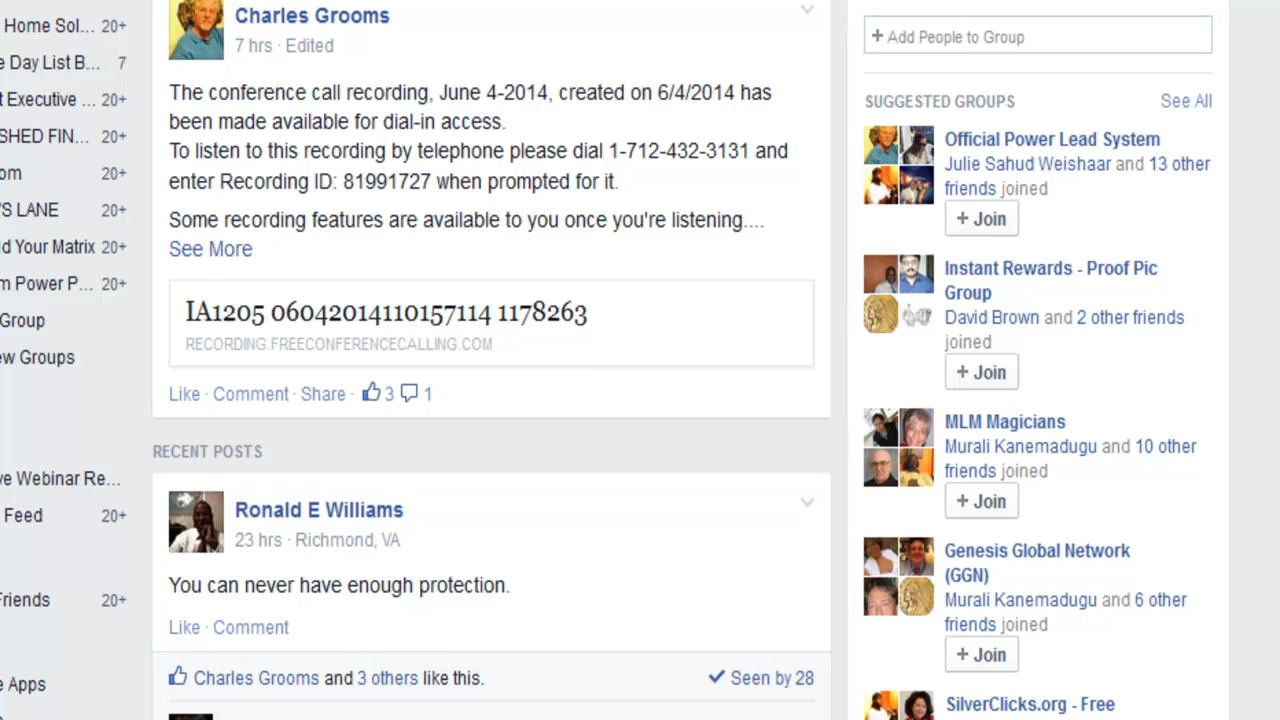 Home Sol... 20+
e Day List B... 7
t Executive ... 20+
SHED FIN... 20+
om 20+
'S LANE 20+
ld Your Matrix 20+
m Power P... 20+
Group
ew Groups
ve Webinar Re...
Feed 20+
Friends 20+
e Apps
Charles Grooms
7 hrs · Edited
The conference call recording, June 4-2014, created on 6/4/2014 has
been made available for dial-in access.
To listen to this recording by telephone please dial 1-712-432-3131 and
enter Recording ID: 81991727 when prompted for it.
Some recording features are available to you once you're listening....
See More
IA1205 06042014110157114 1178263
RECORDING.FREECONFERENCECALLING.COM
Like · Comment · Share · 3 1
RECENT POSTS
Ronald E Williams
23 hrs · Richmond, VA
You can never have enough protection.
Like · Comment
Charles Grooms and 3 others like this. Seen by 28
+ Add People to Group
SUGGESTED GROUPS See All
Official Power Lead System
Julie Sahud Weishaar and 13 other
friends joined
+ Join
Instant Rewards - Proof Pic
Group
David Brown and 2 other friends
joined
+ Join
MLM Magicians
Murali Kanemadugu and 10 other
friends joined
+ Join
Genesis Global Network
(GGN)
Murali Kanemadugu and 6 other
friends joined
+ Join
SilverClicks.org - Free